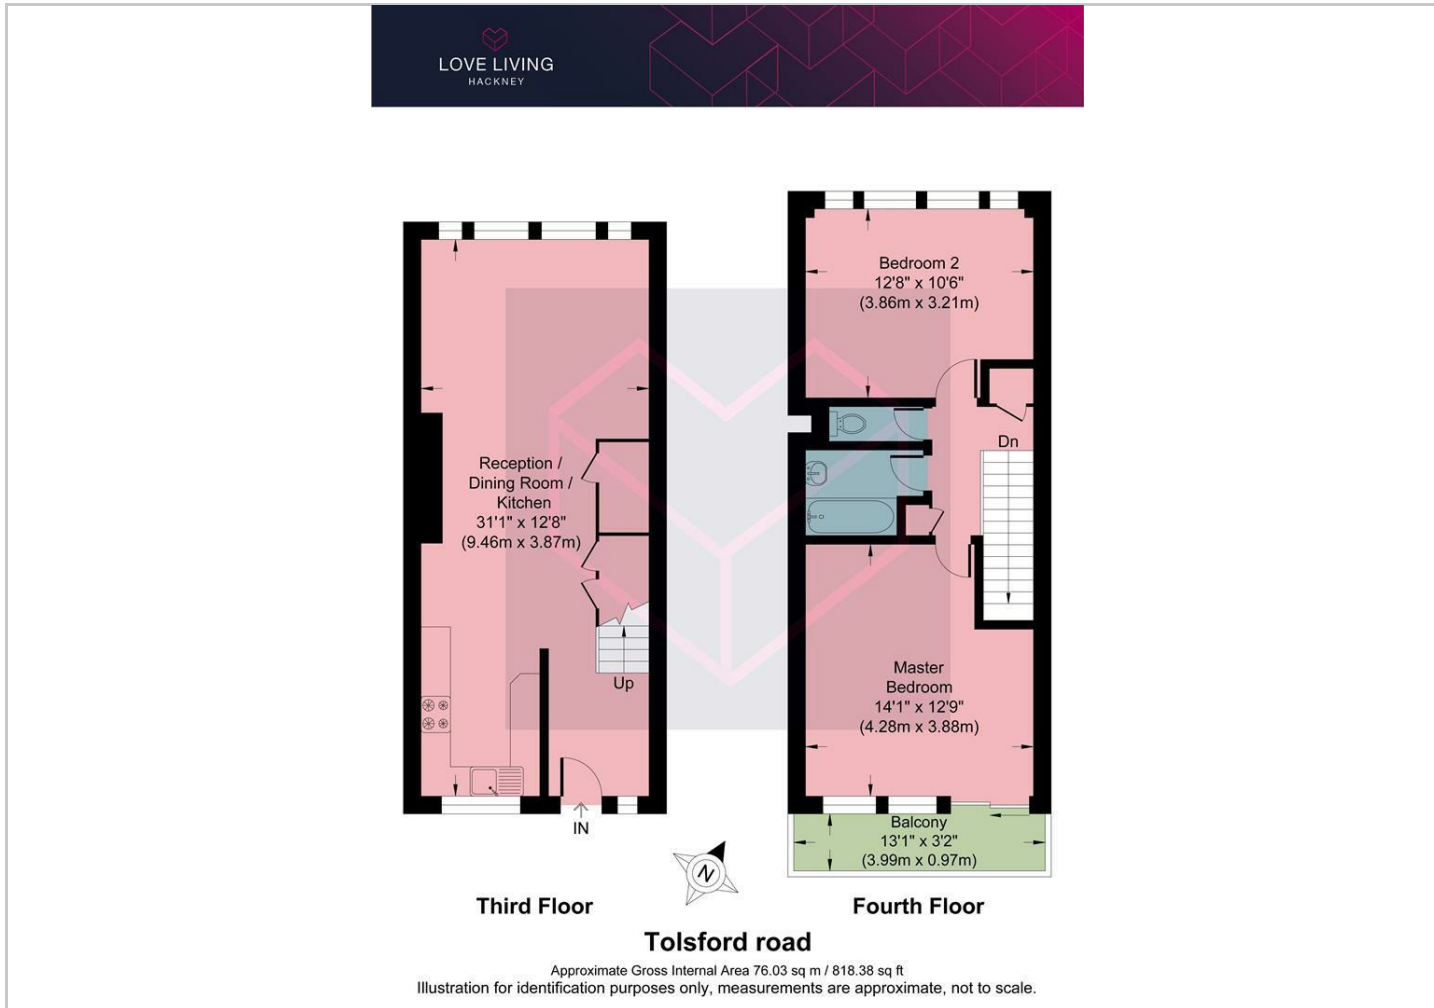 LOVE LIVING
HACKNEY
Reception /
Dining Room /
Kitchen
31'1" x 12'8"
(9.46m x 3.87m)
Up
IN
Bedroom 2
12'8" x 10'6"
(3.86m x 3.21m)
Dn
Master
Bedroom
14'1" x 12'9"
(4.28m x 3.88m)
Balcony
13'1" x 3'2"
(3.99m x 0.97m)
N
Third Floor
Fourth Floor
Tolsford road
Approximate Gross Internal Area 76.03 sq m / 818.38 sq ft
Illustration for identification purposes only, measurements are approximate, not to scale.